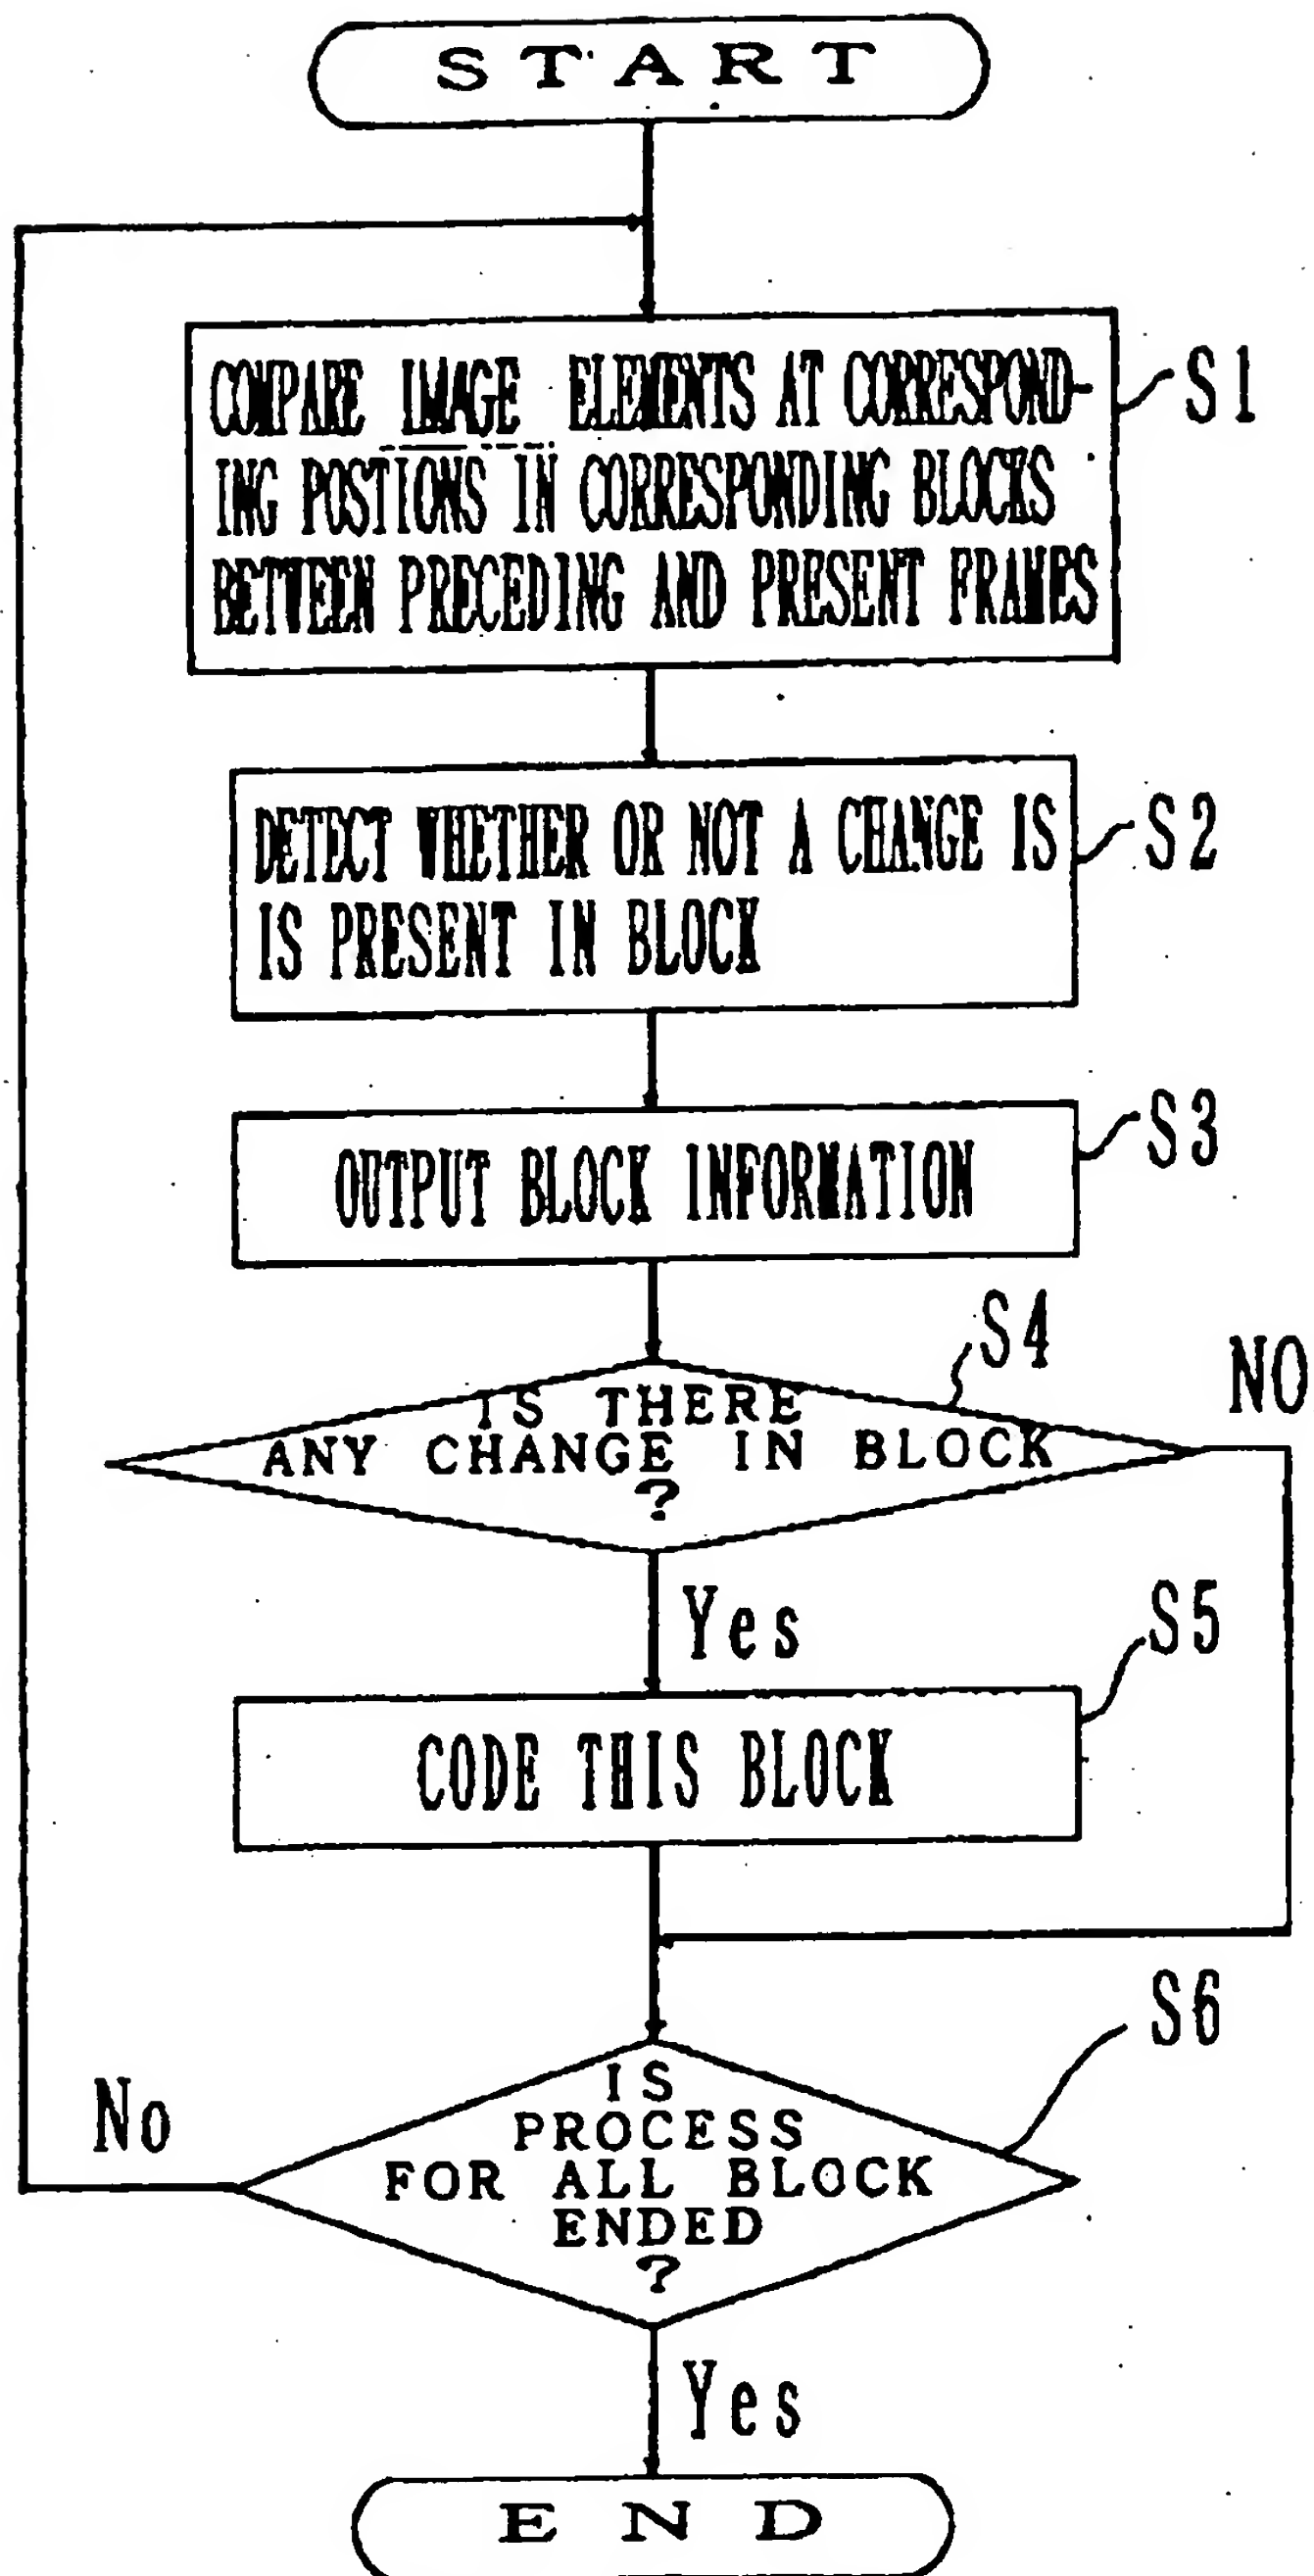 START
COMPARE IMAGE ELEMENTS AT CORRESPOND-
ING POSTIONS IN CORRESPONDING BLOCKS
BETWEEN PRECEDING AND PRESENT FRAMES
S1
DETECT WHETHER OR NOT A CHANGE IS
IS PRESENT IN BLOCK
S2
OUTPUT BLOCK INFORMATION
S3
IS THERE
ANY CHANGE IN BLOCK
?
S4
NO
Yes
CODE THIS BLOCK
S5
IS
PROCESS
FOR ALL BLOCK
ENDED
?
S6
No
Yes
END